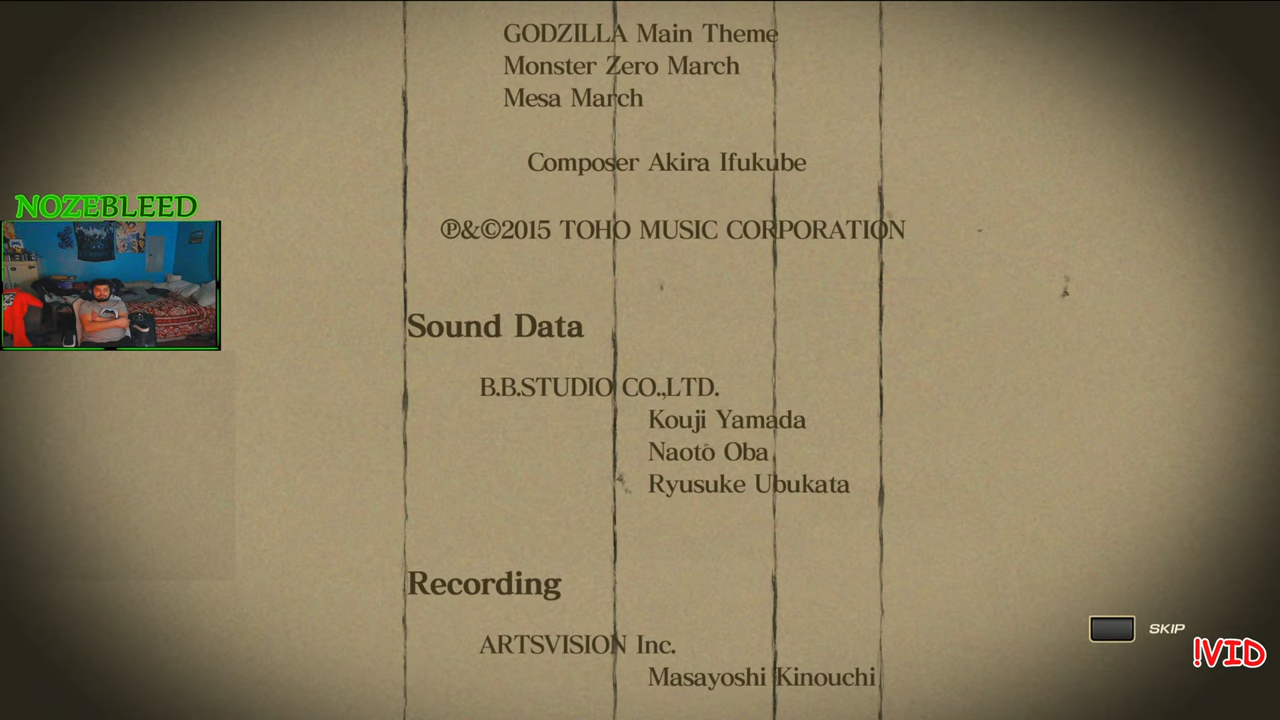 GODZILLA Main Theme
Monster Zero March
Mesa March
Composer Akira Ifukube
℗&©2015 TOHO MUSIC CORPORATION
NOZEBLEED
Sound Data
B.B.STUDIO CO.,LTD.
Kouji Yamada
Naoto Oba
Ryusuke Ubukata
Recording
ARTSVISION Inc.
Masayoshi Kinouchi
SKIP
!VID